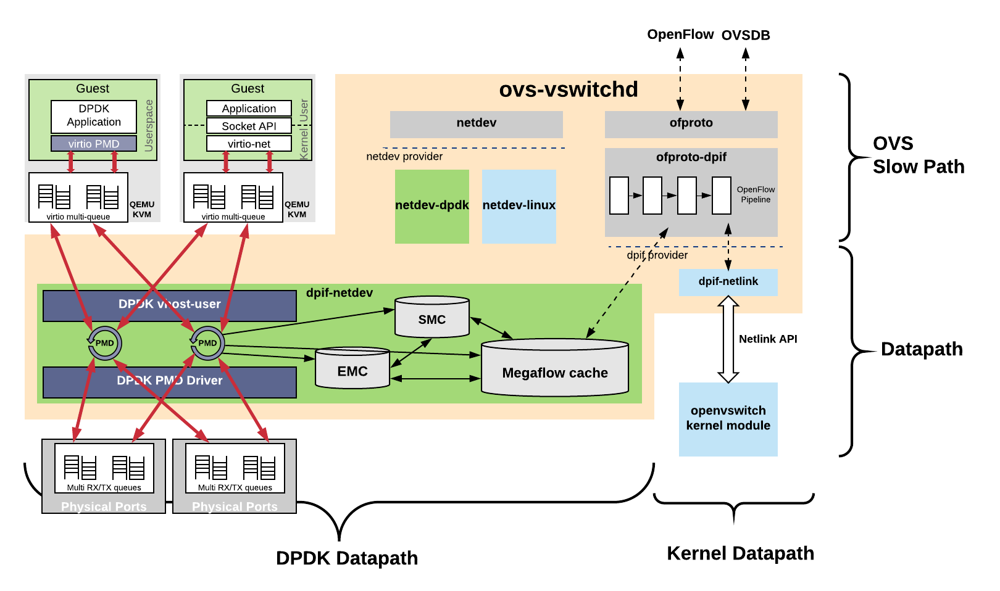 OpenFlow OVSDB
ovs-vswitchd
Guest
DPDK
Application
virtio PMD
Userspace
virtio multi-queue
QEMU
KVM
Guest
Application
Socket API
virtio-net
Kernel User
virtio multi-queue
QEMU
KVM
netdev
netdev provider
netdev-dpdk
netdev-linux
ofproto
ofproto-dpif
OpenFlow
Pipeline
dpif provider
dpif-netlink
Netlink API
openvswitch
kernel module
OVS
Slow Path
Datapath
dpif-netdev
DPDK vhost-user
PMD
PMD
DPDK PMD Driver
SMC
EMC
Megaflow cache
Multi RX/TX queues
Physical Ports
Multi RX/TX queues
Physical Ports
DPDK Datapath
Kernel Datapath